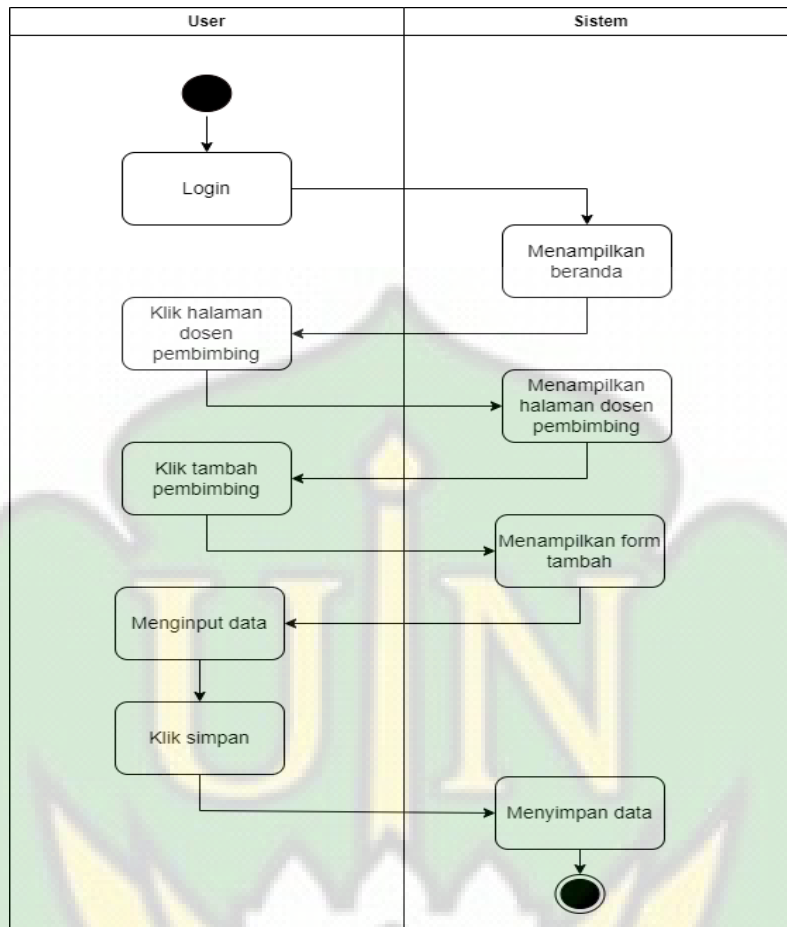 User
Sistem
Login
Menampilkan
beranda
Klik halaman
dosen
pembimbing
Menampilkan
halaman dosen
pembimbing
Klik tambah
pembimbing
Menampilkan form
tambah
Menginput data
Klik simpan
Menyimpan data
UIN